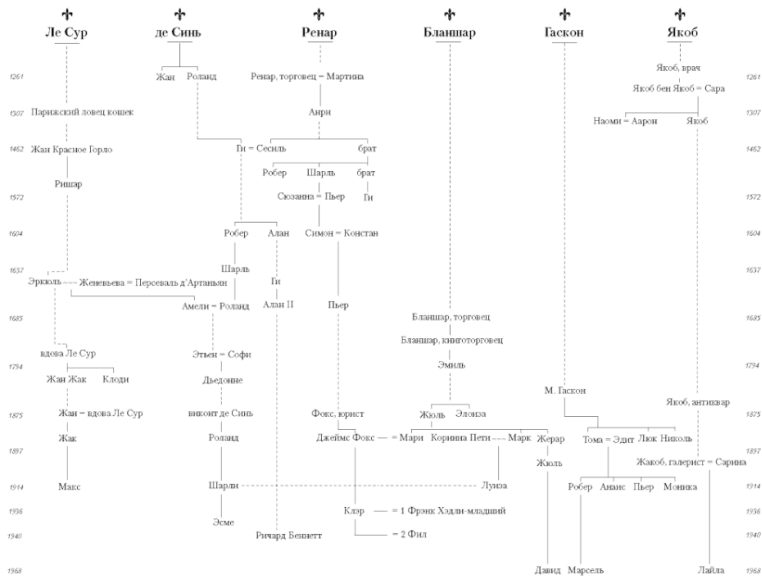 Ле Сур де Синь Ренар Бланшар Гаскон Якоб
Якоб, врач
1261 Жан Роланд Ренар, торговец = Мартина 1261
Якоб бен Якоб = Сара
1307 Парижский ловец кошек Анри 1307
Наоми = Аарон Якоб
1462 Жан Красное Горло Ги = Сесиль брат 1462
Робер Шарль брат
Ришар
1572 Сюзанна = Пьер Ги 1572
1604 Робер Алан Симон = Констан 1604
1637 Шарль 1637
Эркюль Женевьева = Персеваль д'Артаньян Ги
Амели = Роланд Алан II Пьер
1685 Бланшар, торговец 1685
Бланшар, книготорговец
вдова Ле Сур Этьен = Софи
1794 Эмиль 1794
Жан Жак Клоди Дьедонне
М. Гаскон
Якоб, антиквар
1875 Жан = вдова Ле Сур виконт де Синь Фокс, юрист Жюль Элоиза 1875
Жак Роланд Джеймс Фокс = Мари Коринна Пети Марк Жерар Тома = Эдит Люк Николь
1897 1897
Жюль Жакоб, галерист = Сарина
1914 Макс Шарли Луиза Робер Анаис Пьер Моника 1914
1936 Клэр = 1 Фрэнк Хэдли-младший 1936
Эсме
1940 Ричард Беннетт = 2 Фил 1940
1968 Давид Марсель Лайла 1968